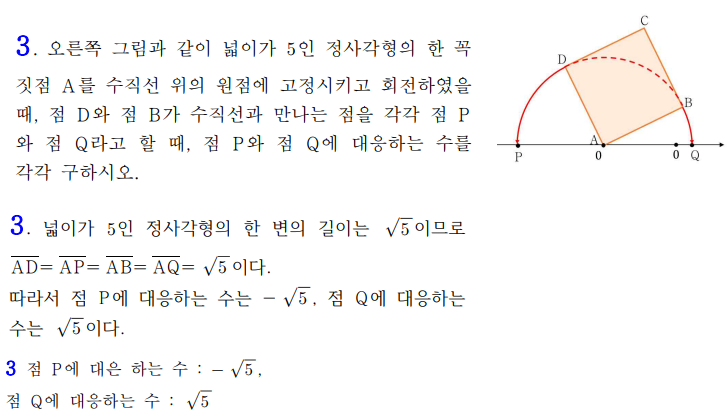 3. 오른쪽 그림과 같이 넓이가 5인 정사각형의 한 꼭
짓점 A를 수직선 위의 원점에 고정시키고 회전하였을
때, 점 D와 점 B가 수직선과 만나는 점을 각각 점 P
와 점 Q라고 할 때, 점 P와 점 Q에 대응하는 수를
각각 구하시오.
C
D
B
A
P
0
0
Q
3. 넓이가 5인 정사각형의 한 변의 길이는 √5이므로
A̅D̅= A̅P̅= A̅B̅= A̅Q̅= √5이다.
따라서 점 P에 대응하는 수는 − √5, 점 Q에 대응하는
수는 √5이다.
3 점 P에 대은 하는 수 : − √5,
점 Q에 대응하는 수 : √5